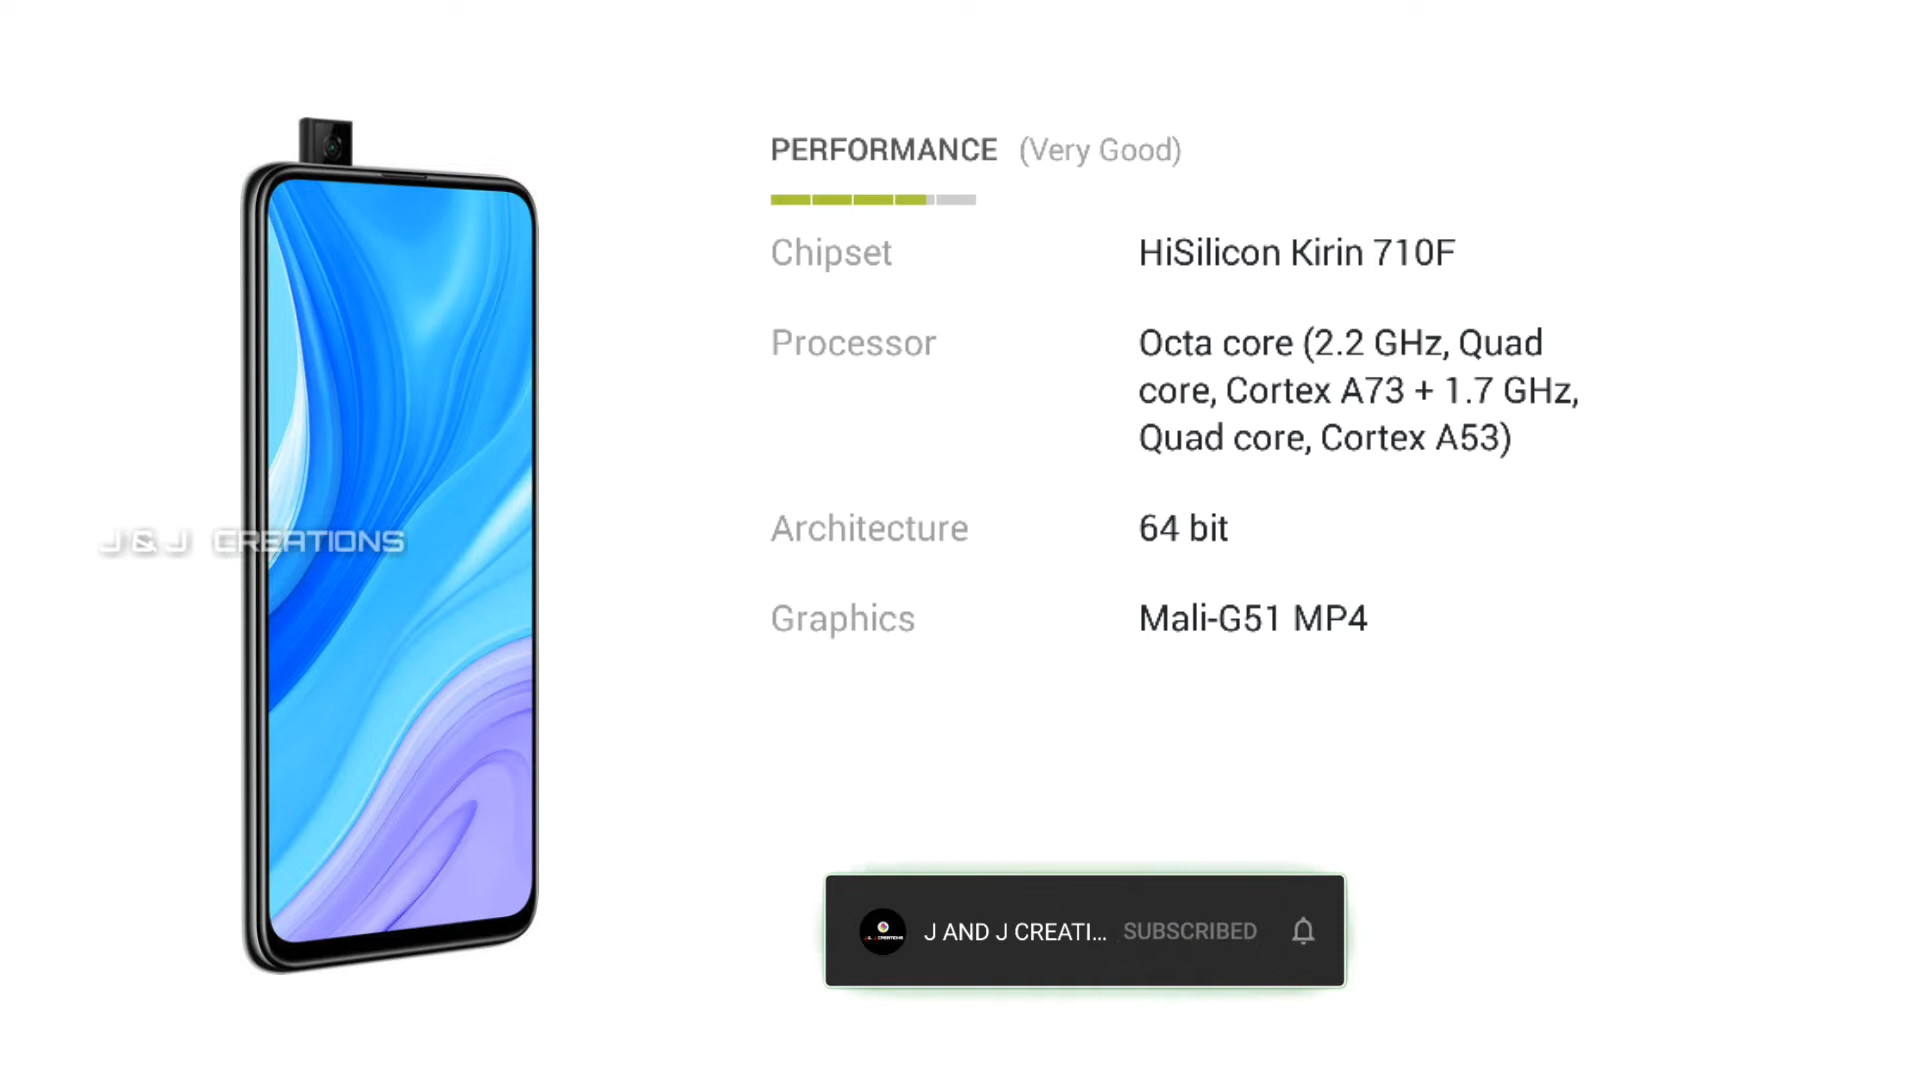 PERFORMANCE (Very Good)
Chipset HiSilicon Kirin 710F
Processor Octa core (2.2 GHz, Quad
core, Cortex A73 + 1.7 GHz,
Quad core, Cortex A53)
J & J CREATIONS
Architecture 64 bit
Graphics Mali-G51 MP4
J AND J CREATI... SUBSCRIBED